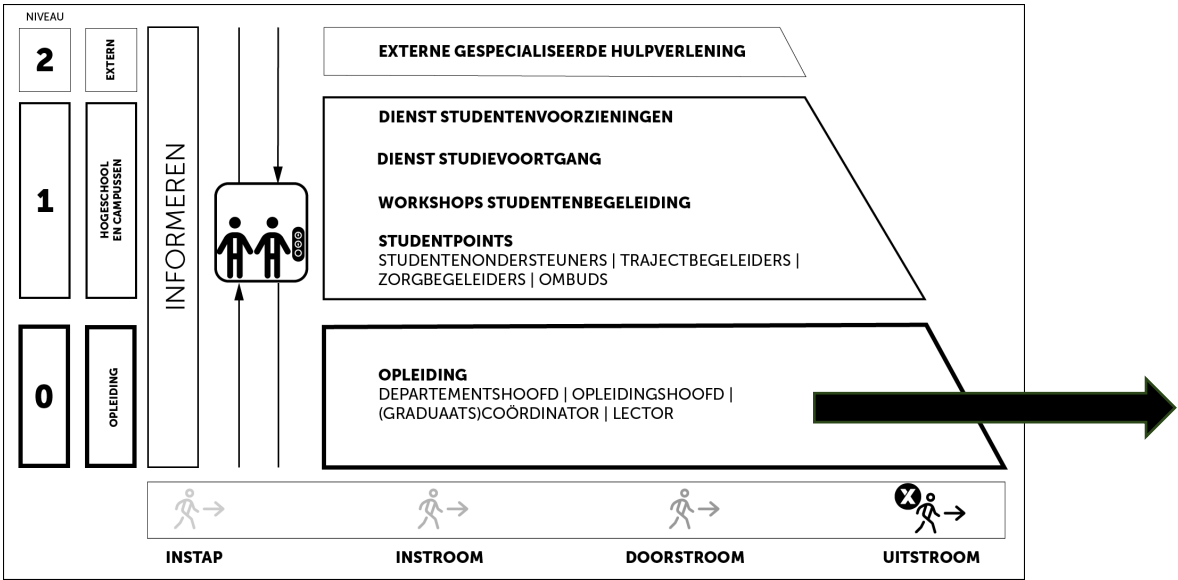 NIVEAU
2
EXTERN
EXTERNE GESPECIALISEERDE HULPVERLENING
1
HOGESCHOOL
EN CAMPUSSEN
INFORMEREN
DIENST STUDENTENVOORZIENINGEN
DIENST STUDIEVOORTGANG
WORKSHOPS STUDENTENBEGELEIDING
STUDENTPOINTS
STUDENTENONDERSTEUNERS | TRAJECTBEGELEIDERS |
ZORGBEGELEIDERS | OMBUDS
0
OPLEIDING
OPLEIDING
DEPARTEMENTSHOOFD | OPLEIDINGSHOOFD |
(GRADUAATS)COÖRDINATOR | LECTOR
X
INSTAP
INSTROOM
DOORSTROOM
UITSTROOM